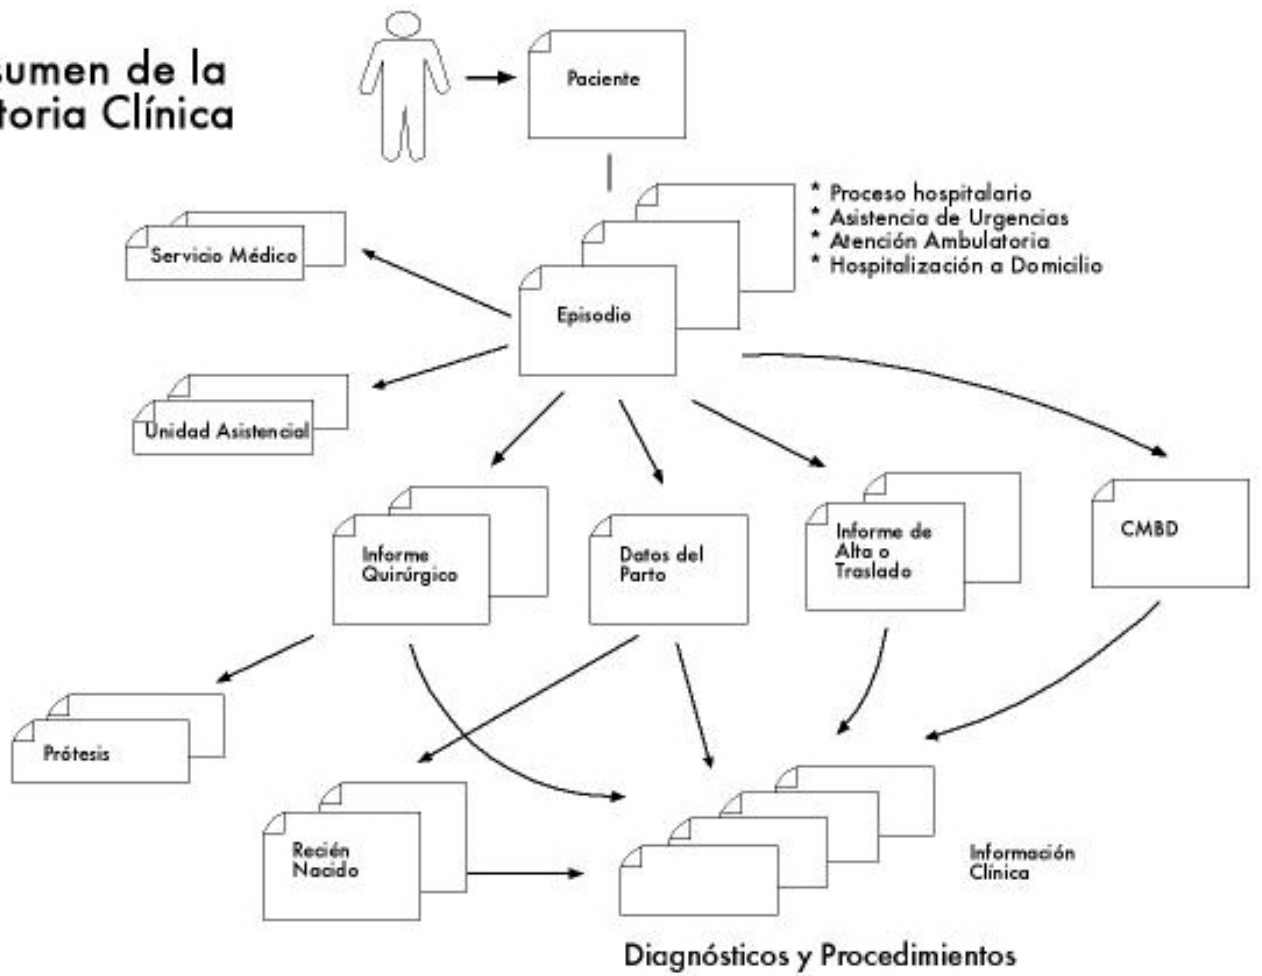 sumen de la
toria Clínica
Paciente
* Proceso hospitalario
* Asistencia de Urgencias
* Atención Ambulatoria
* Hospitalización a Domicilio
Servicio Médico
Episodio
Unidad Asistencial
Informe
Quirúrgico
Datos del
Parto
Informe de
Alta o
Traslado
CMBD
Prótesis
Recién
Nacido
Información
Clínica
Diagnósticos y Procedimientos